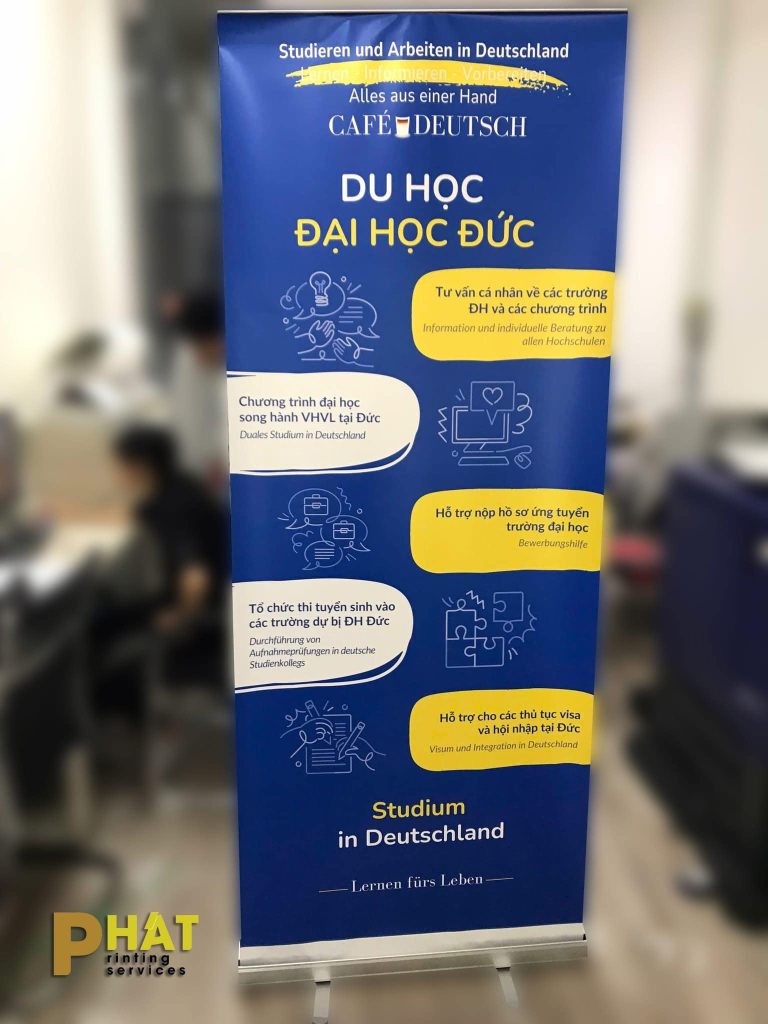 Studieren und Arbeiten in Deutschland
Lernen - Informieren - Vorbereiten
Alles aus einer Hand
CAFÉ DEUTSCH
DU HỌC
ĐẠI HỌC ĐỨC
Tư vấn cá nhân về các trường
ĐH và các chương trình
Information und individuelle Beratung zu
allen Hochschulen
Chương trình đại học
song hành VHVL tại Đức
Duales Studium in Deutschland
Hỗ trợ nộp hồ sơ ứng tuyển
trường đại học
Bewerbungshilfe
Tổ chức thi tuyển sinh vào
các trường dự bị ĐH Đức
Durchführung von
Aufnahmeprüfungen in deutsche
Studienkollegs
Hỗ trợ cho các thủ tục visa
và hội nhập tại Đức
Visum und Integration in Deutschland
Studium
in Deutschland
Lernen fürs Leben
PHÁT
rinting
services